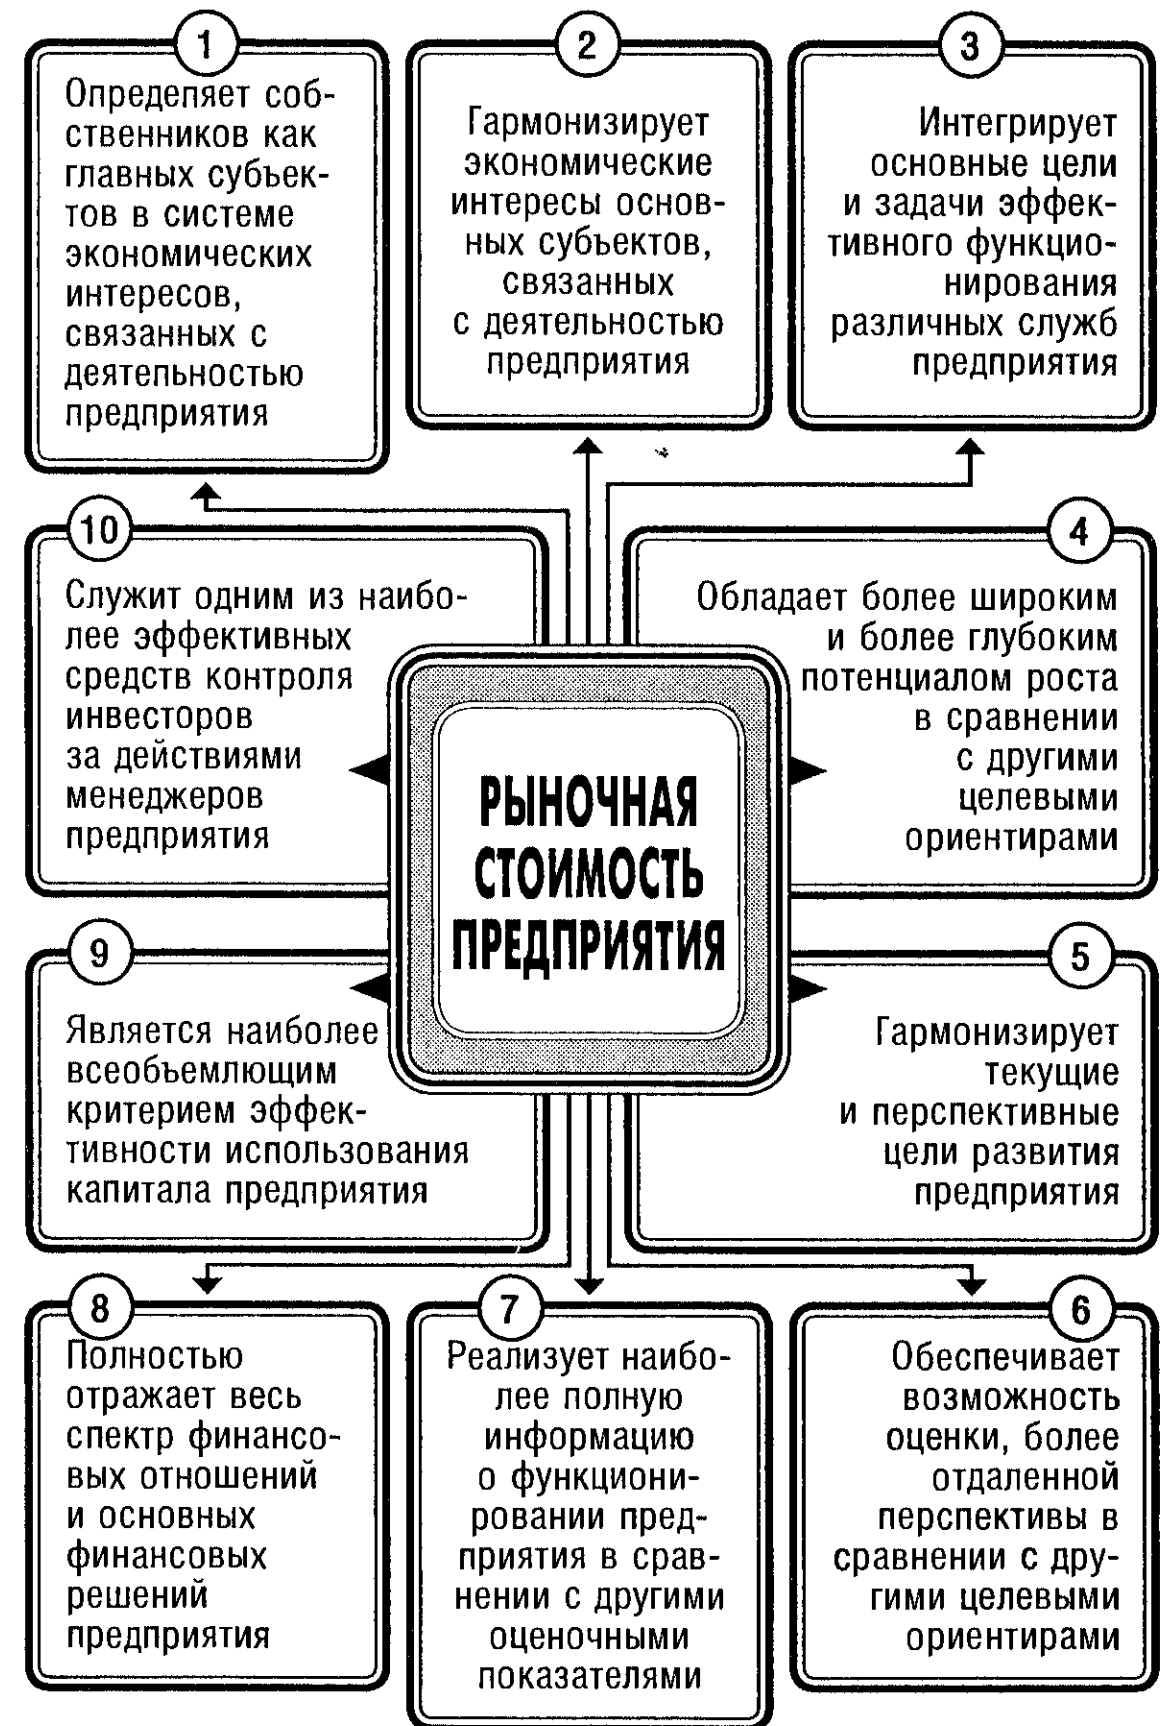 1
Определяет соб-
ственников как
главных субъек-
тов в системе
экономических
интересов,
связанных с
деятельностью
предприятия
2
Гармонизирует
экономические
интересы основ-
ных субъектов,
связанных
с деятельностью
предприятия
3
Интегрирует
основные цели
и задачи эффек-
тивного функцио-
нирования
различных служб
предприятия
10
Служит одним из наибо-
лее эффективных
средств контроля
инвесторов
за действиями
менеджеров
предприятия
4
Обладает более широким
и более глубоким
потенциалом роста
в сравнении
с другими
целевыми
ориентирами
РЫНОЧНАЯ
СТОИМОСТЬ
ПРЕДПРИЯТИЯ
9
Является наиболее
всеобъемлющим
критерием эффек-
тивности использования
капитала предприятия
5
Гармонизирует
текущие
и перспективные
цели развития
предприятия
8
Полностью
отражает весь
спектр финансо-
вых отношений
и основных
финансовых
решений
предприятия
7
Реализует наибо-
лее полную
информацию
о функциони-
ровании пред-
приятия в срав-
нении с другими
оценочными
показателями
6
Обеспечивает
возможность
оценки, более
отдаленной
перспективы в
сравнении с дру-
гими целевыми
ориентирами